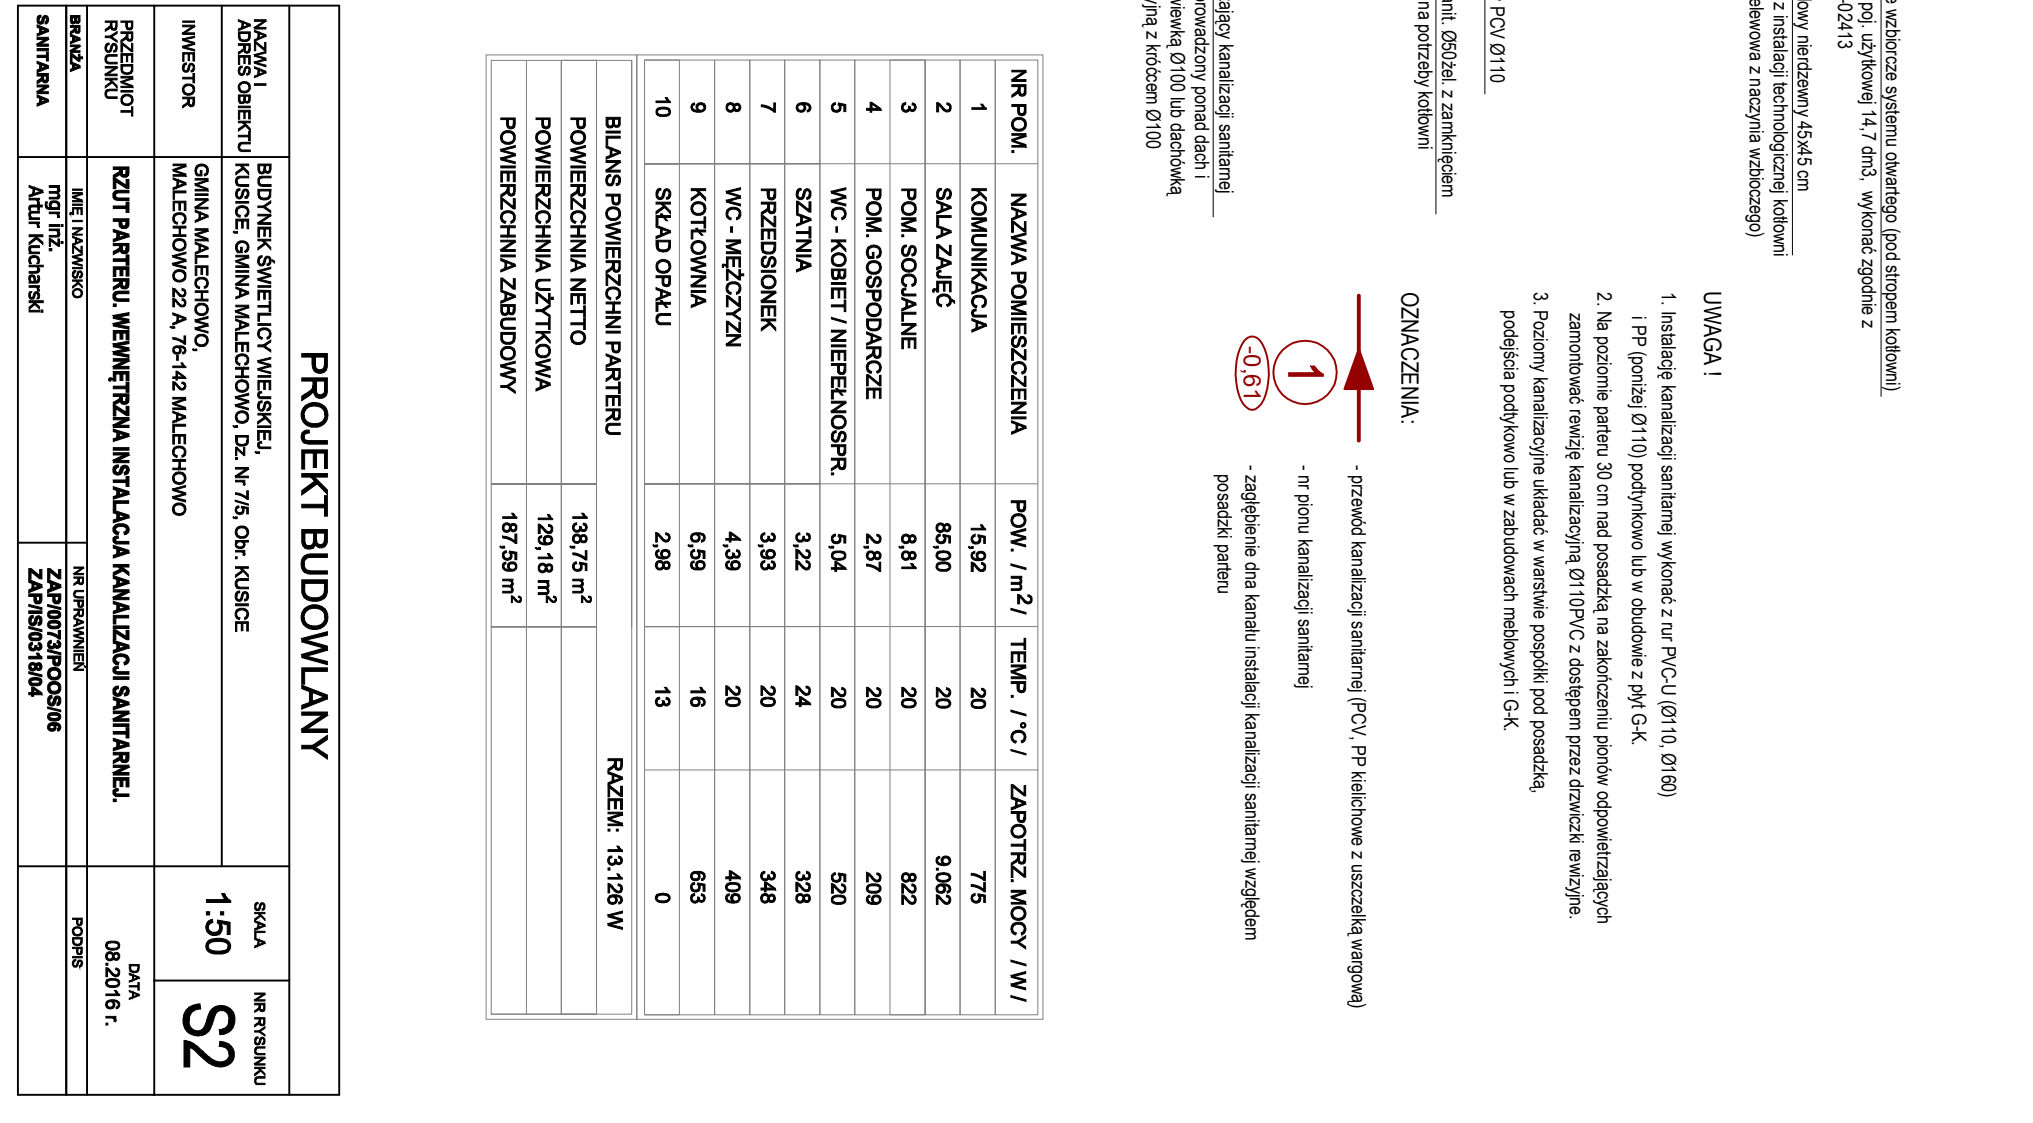 e wzbiorcze systemu otwartego (pod stropem kotłowni)
poj. użytkowej 14,7 dm3, wykonać zgodnie z
-02413
lowy nierdzewny 45x45 cm
z instalacji technologicznej kotłowni
elewowa z naczynia wzbioczego)
PCV Ø110
anit. Ø50żel. z zamknięciem
na potrzeby kotłowni
ający kanalizacji sanitarnej
prowadzony ponad dach i
wiewką Ø100 lub dachówką
yjną z króćcem Ø100
UWAGA !
1. Instalację kanalizacji sanitarnej wykonać z rur PVC-U (Ø110, Ø160)
i PP (poniżej Ø110) podtynkowo lub w obudowie z płyt G-K.
2. Na poziomie parteru 30 cm nad posadzką na zakończeniu pionów odpowietrzających
zamontować rewizję kanalizacyjną Ø110PVC z dostępem przez drzwiczki rewizyjne.
3. Poziomy kanalizacyjne układać w warstwie pospółki pod posadzką,
podejścia podtykowo lub w zabudowach meblowych i G-K.
OZNACZENIA:
- przewód kanalizacji sanitarnej (PCV, PP kielichowe z uszczelką wargową)
1 - nr pionu kanalizacji sanitarnej
-0,61 - zagłębienie dna kanału instalacji kanalizacji sanitarnej względem
posadzki parteru
NR POM. NAZWA POMIESZCZENIA POW. / m2 / TEMP. / °C / ZAPOTRZ. MOCY / W /
1 KOMUNIKACJA 15,92 20 775
2 SALA ZAJĘĆ 85,00 20 9.062
3 POM. SOCJALNE 8,81 20 822
4 POM. GOSPODARCZE 2,87 20 209
5 WC - KOBIET / NIEPEŁNOSPR. 5,04 20 520
6 SZATNIA 3,22 24 328
7 PRZEDSIONEK 3,93 20 348
8 WC - MĘŻCZYZN 4,39 20 409
9 KOTŁOWNIA 6,59 16 653
10 SKŁAD OPAŁU 2,98 13 0
BILANS POWIERZCHNI PARTERU RAZEM: 13.126 W
POWIERZCHNIA NETTO 138,75 m2
POWIERZCHNIA UŻYTKOWA 129,18 m2
POWIERZCHNIA ZABUDOWY 187,59 m2
PROJEKT BUDOWLANY
NAZWA I
ADRES OBIEKTU
BUDYNEK ŚWIETLICY WIEJSKIEJ,
KUSICE, GMINA MALECHOWO, Dz. Nr 7/5, Obr. KUSICE
SKALA
1:50
NR RYSUNKU
S2
INWESTOR
GMINA MALECHOWO,
MALECHOWO 22 A, 76-142 MALECHOWO
PRZEDMIOT
RYSUNKU
RZUT PARTERU. WEWNĘTRZNA INSTALACJA KANALIZACJI SANITARNEJ.
DATA
08.2016 r.
BRANŻA IMIĘ I NAZWISKO NR UPRAWNIEŃ PODPIS
SANITARNA
mgr inż.
Artur Kucharski
ZAP/0073/POOS/06
ZAP/IS/0318/04